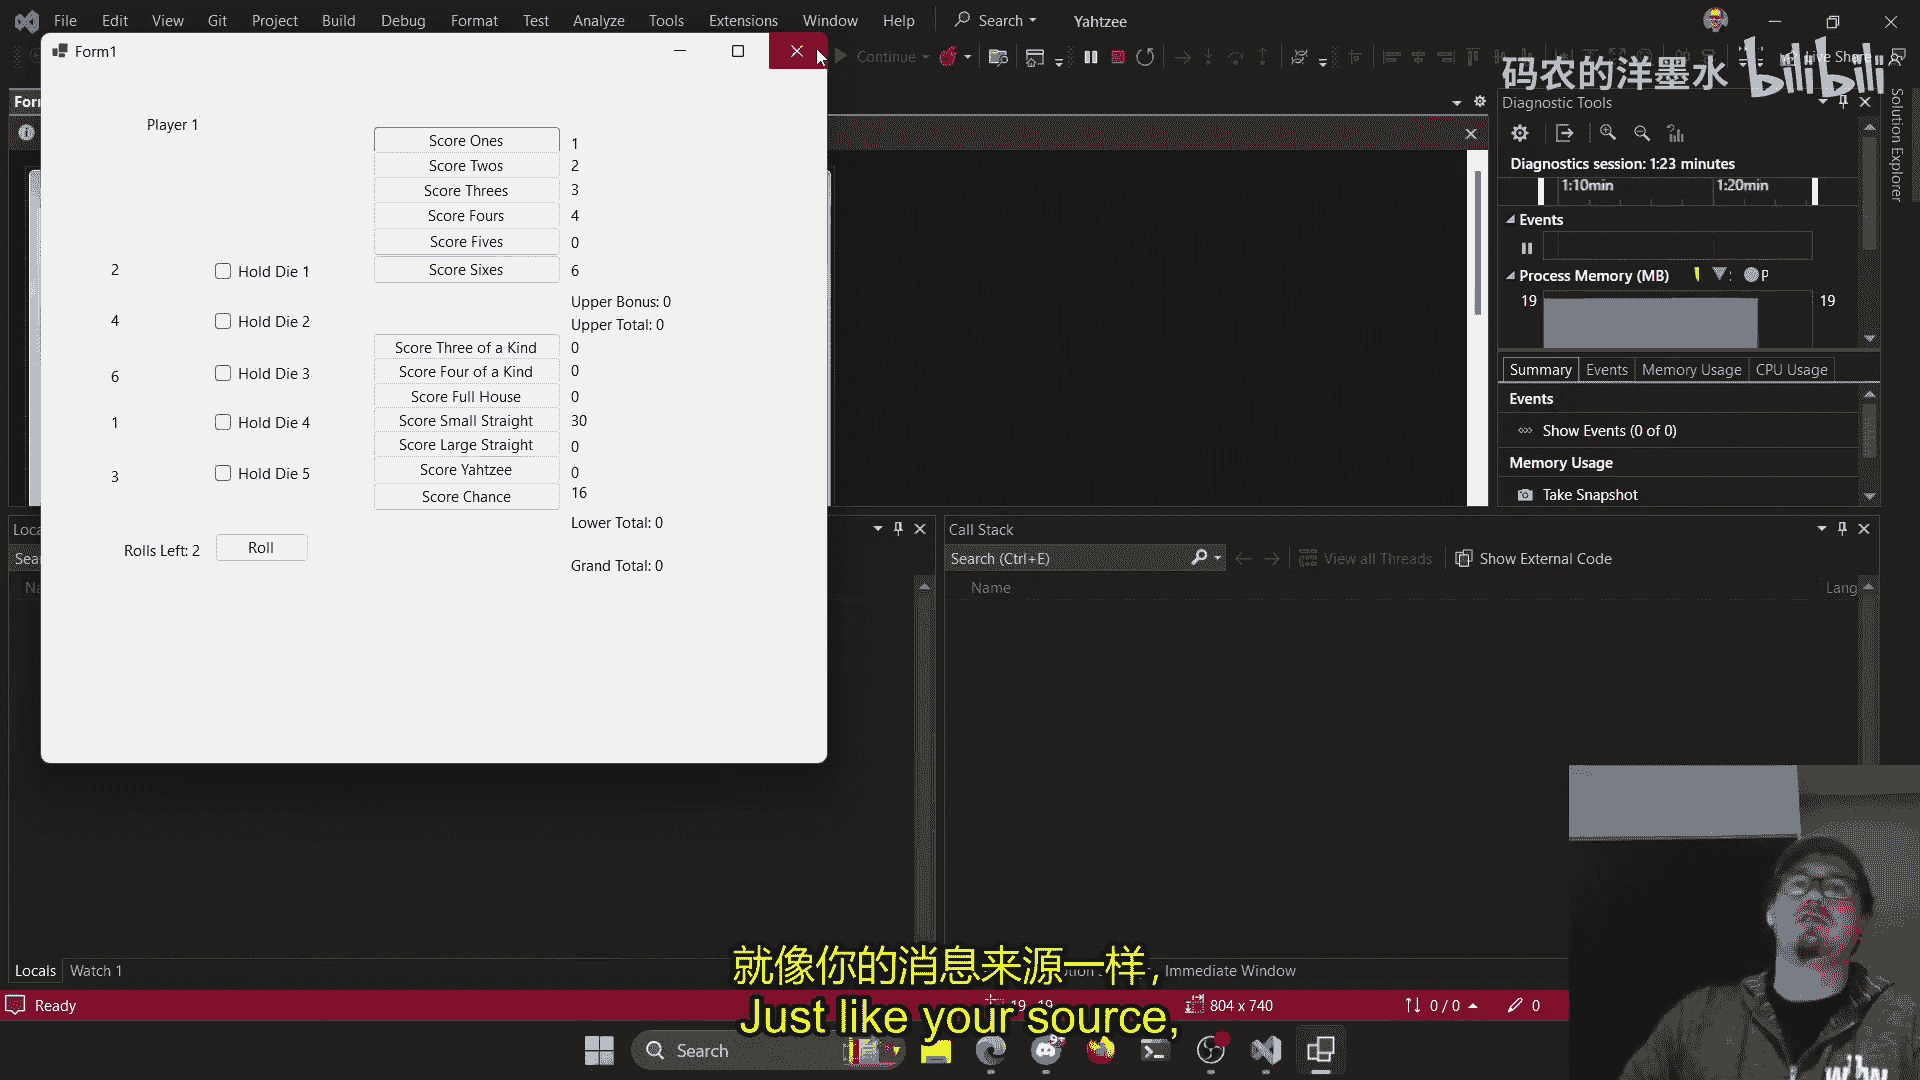 File Edit View Git Project Build Debug Format Test Analyze Tools Extensions Window Help Search Yahtzee
Form1
Continue
Live Share
码农的洋墨水 bilibili
Diagnostic Tools
Solution Explorer
Diagnostics session: 1:23 minutes
1:10min 1:20min
Events
Process Memory (MB)
P
19 19
Summary Events Memory Usage CPU Usage
Events
Show Events (0 of 0)
Memory Usage
Take Snapshot
Player 1
Score Ones 1
Score Twos 2
Score Threes 3
Score Fours 4
Score Fives 0
2 Hold Die 1 Score Sixes 6
Upper Bonus: 0
4 Hold Die 2 Upper Total: 0
Score Three of a Kind 0
6 Hold Die 3 Score Four of a Kind 0
Score Full House 0
1 Hold Die 4 Score Small Straight 30
Score Large Straight 0
3 Hold Die 5 Score Yahtzee 0
Score Chance 16
Lower Total: 0
Rolls Left: 2 Roll
Grand Total: 0
Call Stack
Search (Ctrl+E) View all Threads Show External Code
Name Lang
Locals Watch 1 Immediate Window
就像你的消息来源一样,
Just like your source,
Ready 804 x 740 0 / 0 0
Search
9+